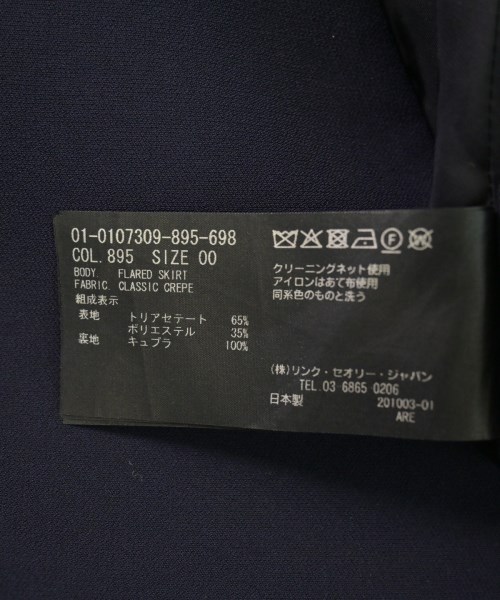 01-0107309-895-698
COL.895 SIZE 00
BODY FLARED SKIRT
FABRIC CLASSIC CREPE
組成表示
表地 トリアセテート 65%
ポリエステル 35%
裏地 キュプラ 100%
クリーニングネット使用
アイロンはあて布使用
同系色のものと洗う
(株)リンク・セオリー・ジャパン
TEL.03 6865 0206
日本製 201003-01
ARE